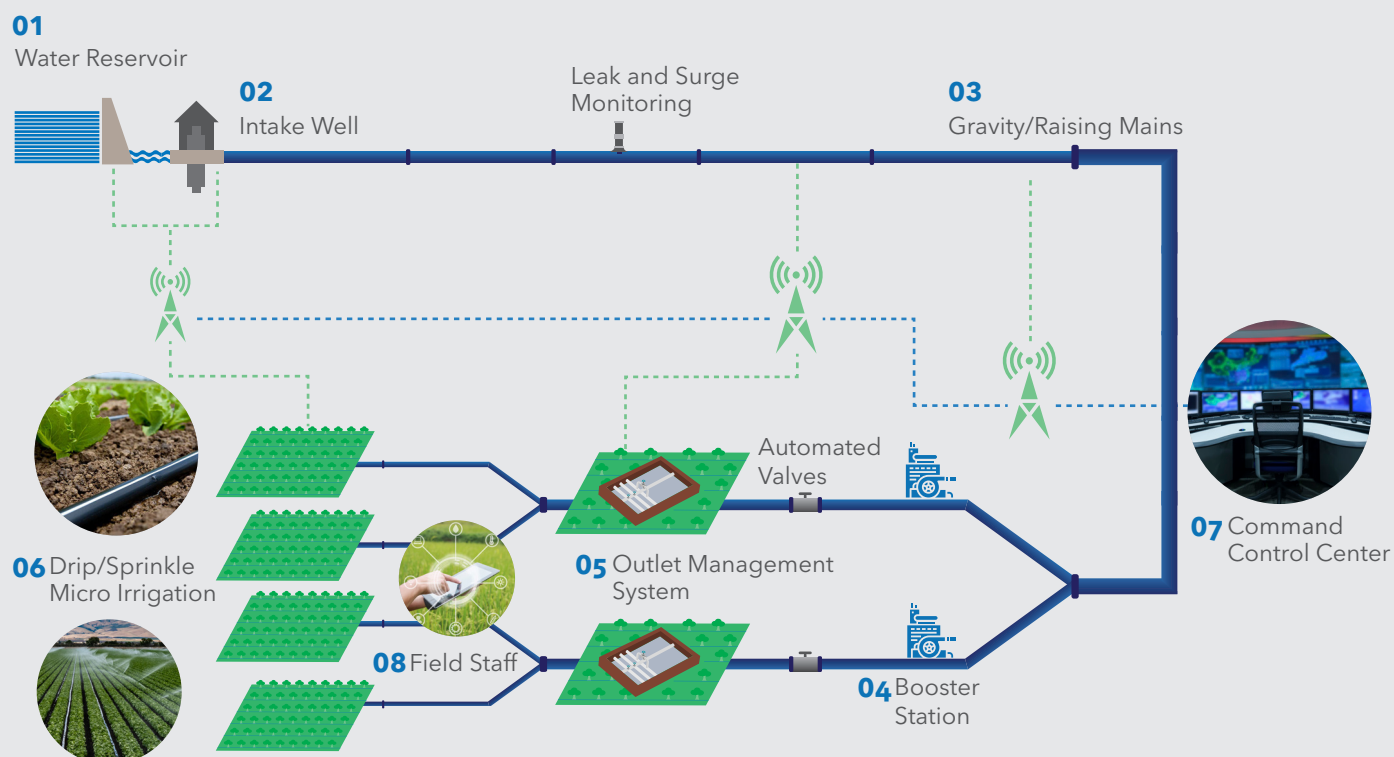 01
Water Reservoir
02
Intake Well
Leak and Surge
Monitoring
03
Gravity/Raising Mains
Automated
Valves
07 Command
Control Center
06 Drip/Sprinkle
Micro Irrigation
05 Outlet Management
System
08 Field Staff
04 Booster
Station